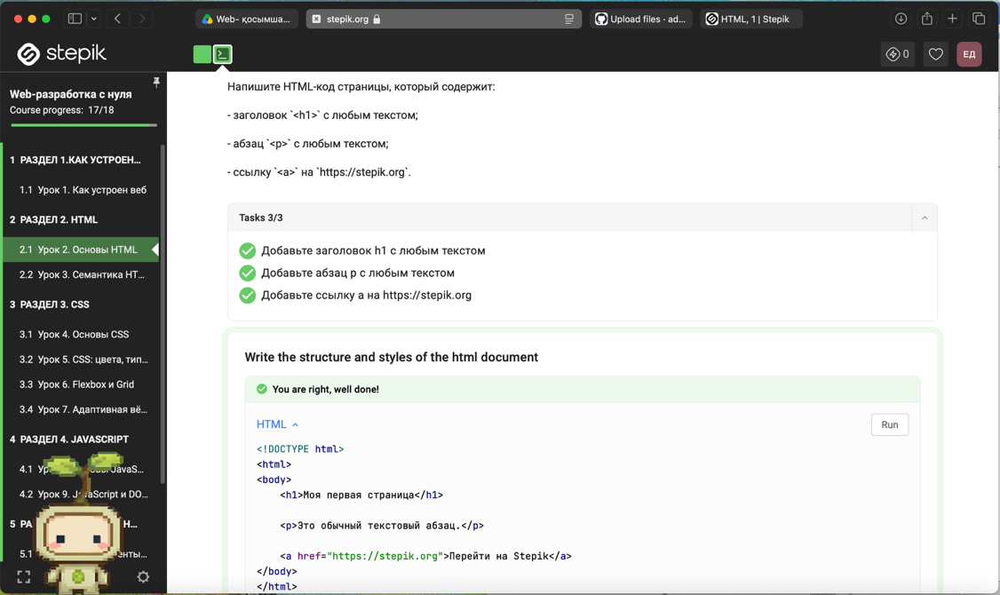 Web- қосымша...
stepik.org
Upload files · ad...
HTML, 1 | Stepik
stepik
0
ЕД
Web-разработка с нуля
Course progress: 17/18
1 РАЗДЕЛ 1.КАК УСТРОЕН...
1.1 Урок 1. Как устроен веб
2 РАЗДЕЛ 2. HTML
2.1 Урок 2. Основы HTML
2.2 Урок 3. Семантика HT...
3 РАЗДЕЛ 3. CSS
3.1 Урок 4. Основы CSS
3.2 Урок 5. CSS: цвета, тип...
3.3 Урок 6. Flexbox и Grid
3.4 Урок 7. Адаптивная вё...
4 РАЗДЕЛ 4. JAVASCRIPT
4.1
JavaS...
4.2 Урок 9. JavaScript и DO...
5
5.1
Напишите HTML-код страницы, который содержит:
- заголовок `<h1>` с любым текстом;
- абзац `<p>` с любым текстом;
- ссылку `<a>` на `https://stepik.org`.
Tasks 3/3
Добавьте заголовок h1 с любым текстом
Добавьте абзац p с любым текстом
Добавьте ссылку a на https://stepik.org
Write the structure and styles of the html document
You are right, well done!
HTML
Run
<!DOCTYPE html>
<html>
<body>
<h1>Моя первая страница</h1>
<p>Это обычный текстовый абзац.</p>
<a href="https://stepik.org">Перейти на Stepik</a>
</body>
</html>